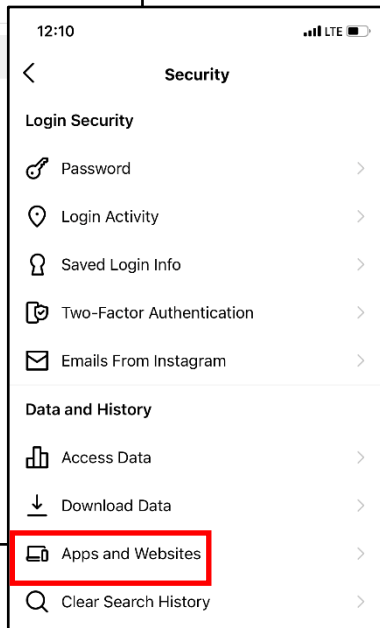 12:10
LTE
Security
Login Security
Password
Login Activity
Saved Login Info
Two-Factor Authentication
Emails From Instagram
Data and History
Access Data
Download Data
Apps and Websites
Clear Search History